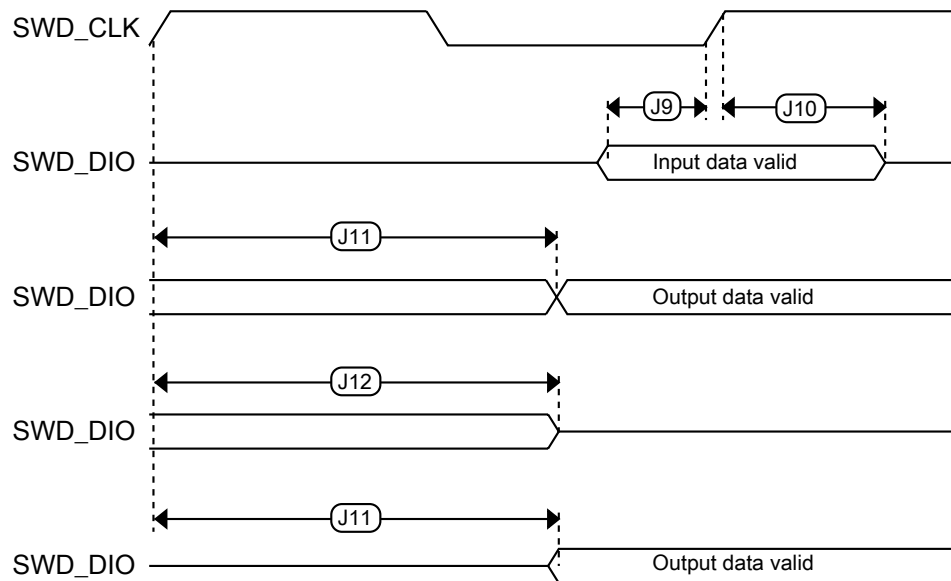 SWD_CLK
J9
J10
SWD_DIO
Input data valid
J11
SWD_DIO
Output data valid
J12
SWD_DIO
J11
SWD_DIO
Output data valid